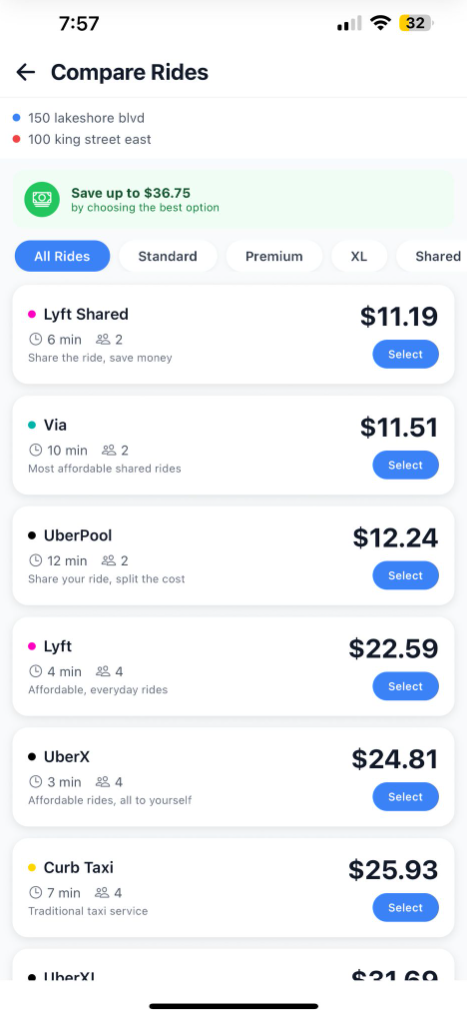 7:57
32
Compare Rides
150 lakeshore blvd
100 king street east
Save up to $36.75
by choosing the best option
All Rides
Standard
Premium
XL
Shared
Lyft Shared
$11.19
6 min
2
Share the ride, save money
Select
Via
$11.51
10 min
2
Most affordable shared rides
Select
UberPool
$12.24
12 min
2
Share your ride, split the cost
Select
Lyft
$22.59
4 min
4
Affordable, everyday rides
Select
UberX
$24.81
3 min
4
Affordable rides, all to yourself
Select
Curb Taxi
$25.93
7 min
4
Traditional taxi service
Select
UberXL
$31.69